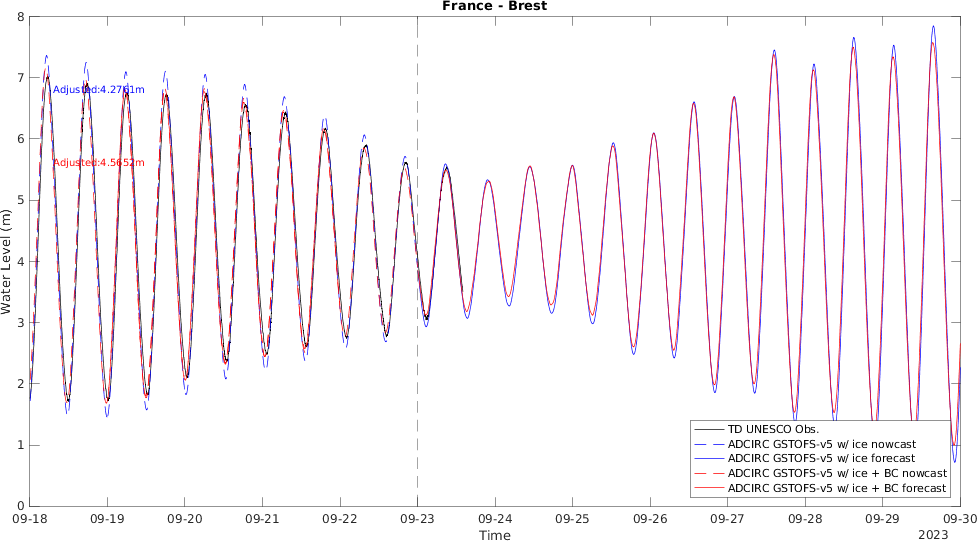 France - Brest
8
7
6
5
4
3
2
1
0
Water Level (m)
Adjusted:4.2761m
Adjusted:4.5652m
TD UNESCO Obs.
ADCIRC GSTOFS-v5 w/ ice nowcast
ADCIRC GSTOFS-v5 w/ ice forecast
ADCIRC GSTOFS-v5 w/ ice + BC nowcast
ADCIRC GSTOFS-v5 w/ ice + BC forecast
09-18 09-19 09-20 09-21 09-22 09-23 09-24 09-25 09-26 09-27 09-28 09-29 09-30
Time
2023